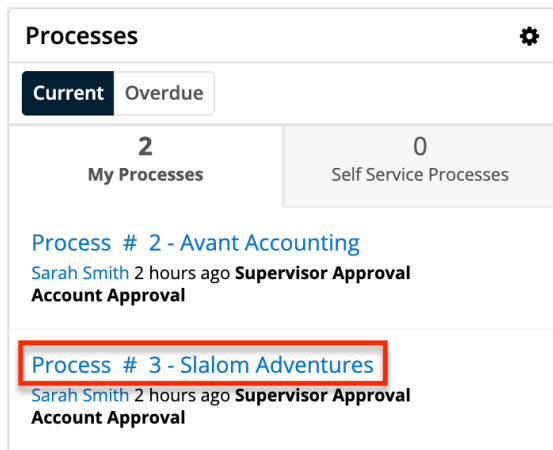 Processes
Current Overdue
2 0
My Processes Self Service Processes
Process # 2 - Avant Accounting
Sarah Smith 2 hours ago Supervisor Approval
Account Approval
Process # 3 - Slalom Adventures
Sarah Smith 2 hours ago Supervisor Approval
Account Approval